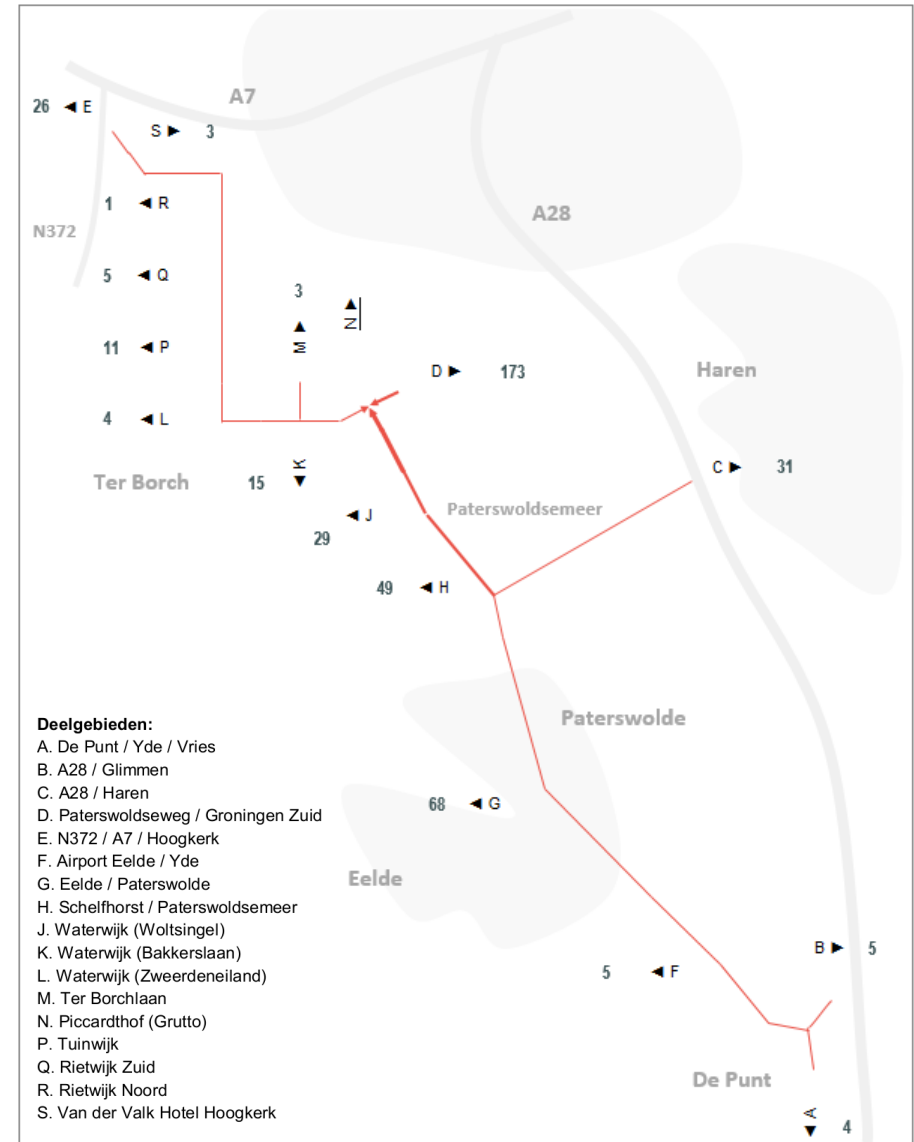 A7
26 ◄ E
S ► 3
1 ◄ R
N372
A28
5 ◄ Q
3
M ▲
N ▲
11 ◄ P
D ► 173
Haren
4 ◄ L
C ► 31
Ter Borch
15
K ▼
Paterswoldsemeer
◄ J
29
49 ◄ H
Paterswolde
Deelgebieden:
A. De Punt / Yde / Vries
B. A28 / Glimmen
C. A28 / Haren
D. Paterswoldseweg / Groningen Zuid
E. N372 / A7 / Hoogkerk
F. Airport Eelde / Yde
G. Eelde / Paterswolde
H. Schelfhorst / Paterswoldsemeer
J. Waterwijk (Woltsingel)
K. Waterwijk (Bakkerslaan)
L. Waterwijk (Zweerdeneiland)
M. Ter Borchlaan
N. Piccardthof (Grutto)
P. Tuinwijk
Q. Rietwijk Zuid
R. Rietwijk Noord
S. Van der Valk Hotel Hoogkerk
68 ◄ G
Eelde
B ► 5
5 ◄ F
De Punt
A ▼ 4